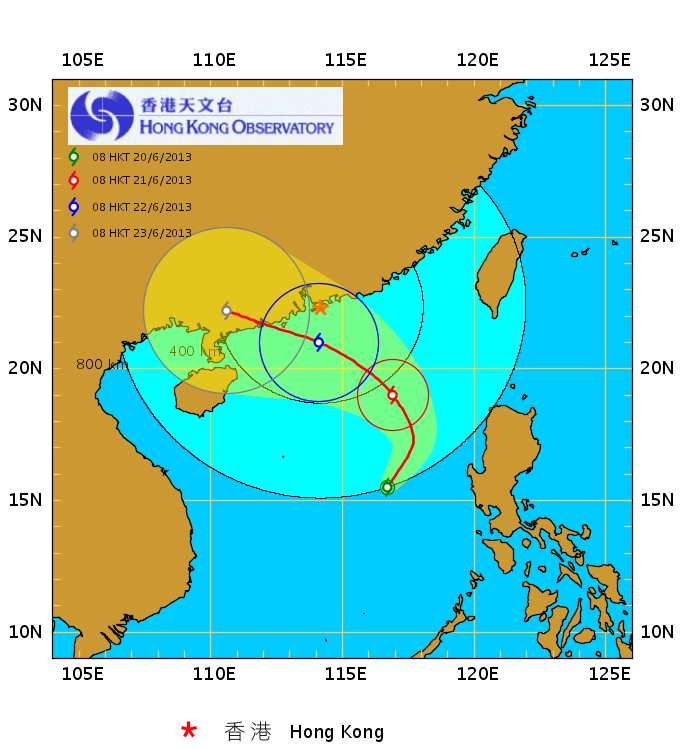 105E 110E 115E 120E 125E
30N 30N
香港天文台
HONG KONG OBSERVATORY
08 HKT 20/6/2013
08 HKT 21/6/2013
08 HKT 22/6/2013
08 HKT 23/6/2013
25N 25N
400 km
800 km
20N 20N
15N 15N
10N 10N
105E 110E 115E 120E 125E
* 香港 Hong Kong